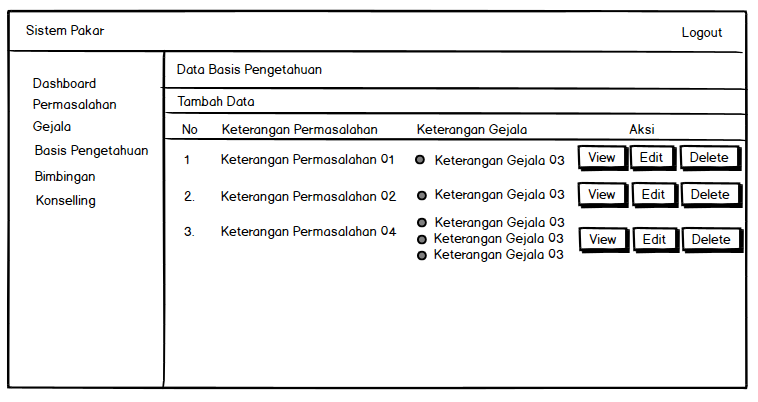 Sistem Pakar Logout
Dashboard
Permasalahan
Gejala
Basis Pengetahuan
Bimbingan
Konselling
Data Basis Pengetahuan
Tambah Data
No Keterangan Permasalahan Keterangan Gejala Aksi
1 Keterangan Permasalahan 01 Keterangan Gejala 03 View Edit Delete
2. Keterangan Permasalahan 02 Keterangan Gejala 03 View Edit Delete
3. Keterangan Permasalahan 04 Keterangan Gejala 03 View Edit Delete
Keterangan Gejala 03
Keterangan Gejala 03